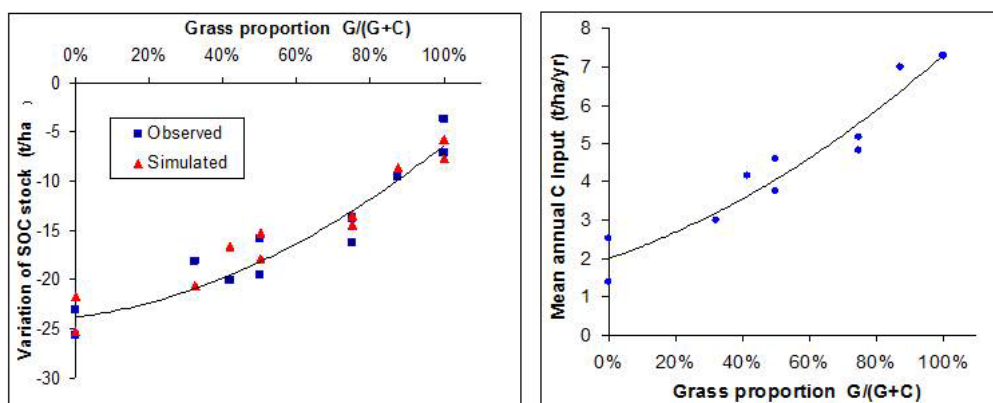 Grass proportion G/(G+C)
0% 20% 40% 60% 80% 100%
Variation of SOC stock (t/ha )
0
-5
-10
-15
-20
-25
-30
Observed
Simulated
Mean annual C input (t/ha/yr)
8
7
6
5
4
3
2
1
0
0% 20% 40% 60% 80% 100%
Grass proportion G/(G+C)